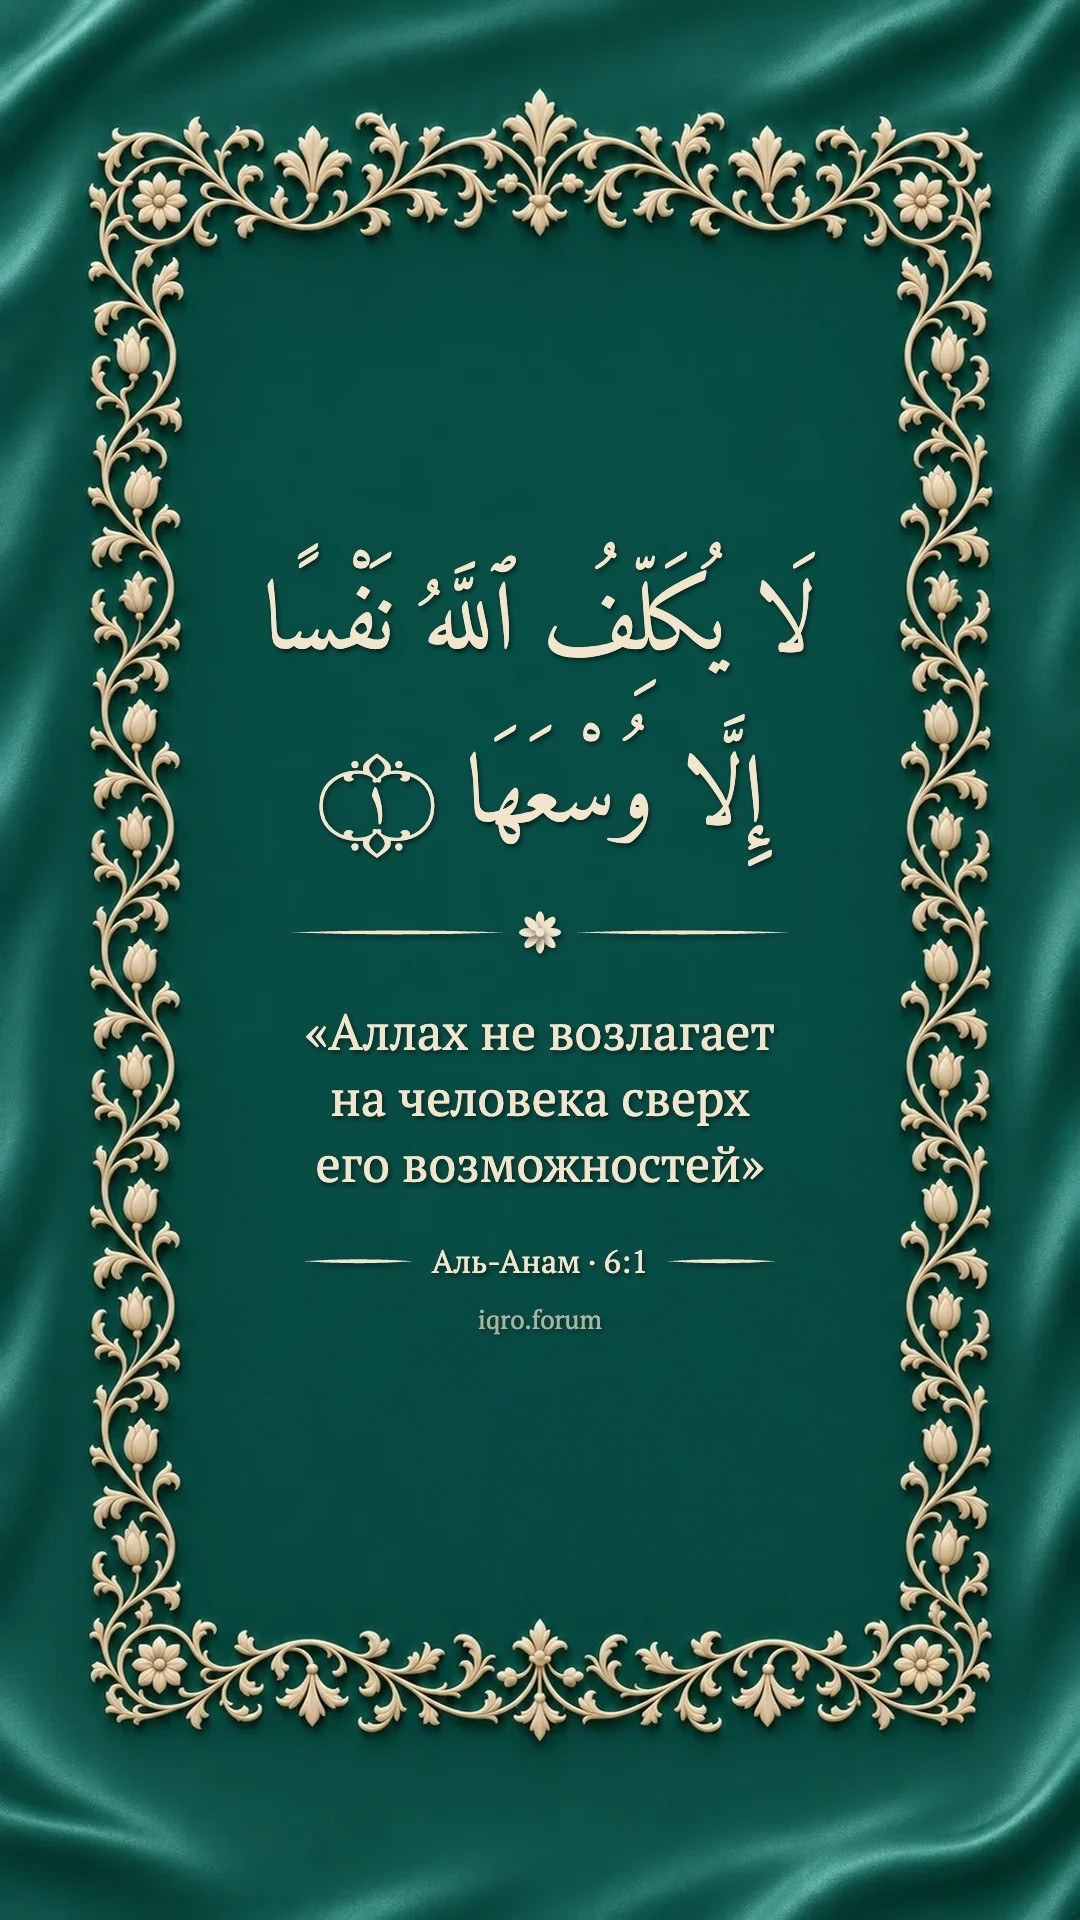 لَا يُكَلِّفُ ٱللَّهُ نَفْسًا
إِلَّا وُسْعَهَا ١
«Аллах не возлагает
на человека сверх
его возможностей»
Аль-Анам · 6:1
iqro.forum